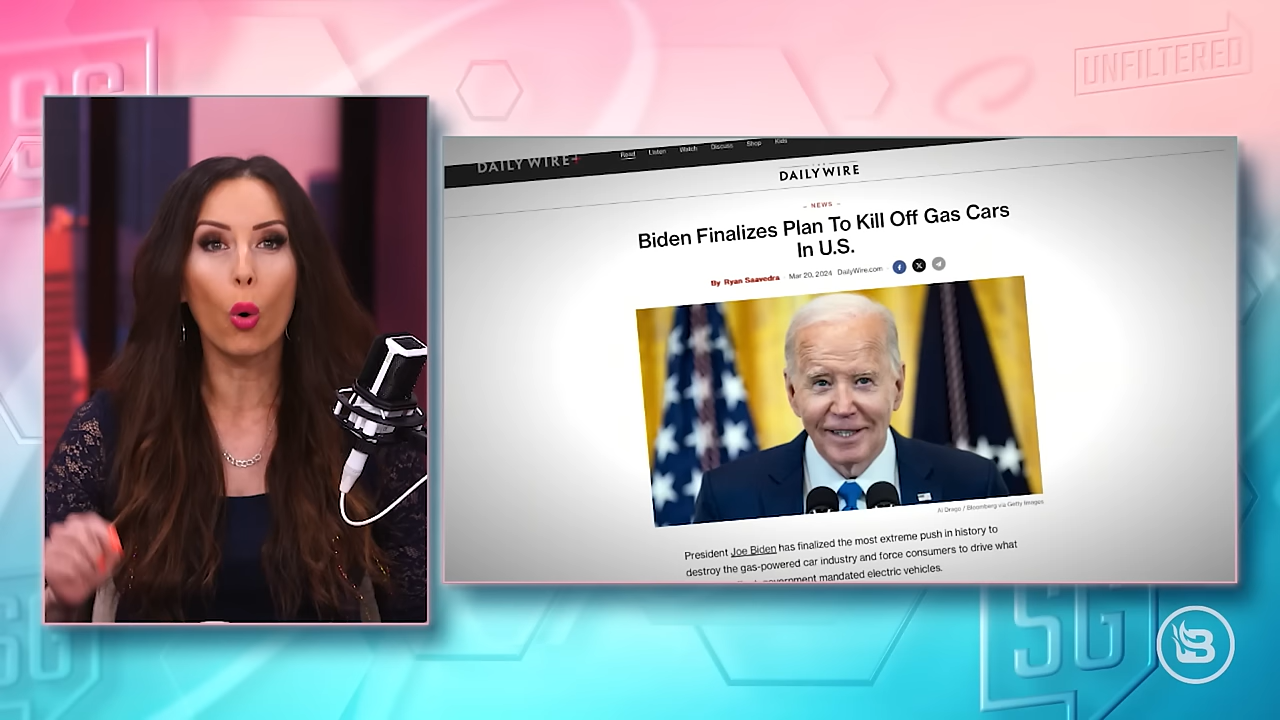 UNFILTERED
SG
DAILY WIRE+
Read Listen Watch Discuss Shop Kids
DAILYWIRE
– NEWS –
Biden Finalizes Plan To Kill Off Gas Cars
In U.S.
By Ryan Saavedra · Mar 20, 2024 DailyWire.com
Al Drago / Bloomberg via Getty Images
President Joe Biden has finalized the most extreme push in history to
destroy the gas-powered car industry and force consumers to drive what
government mandated electric vehicles.
SG
SG
B